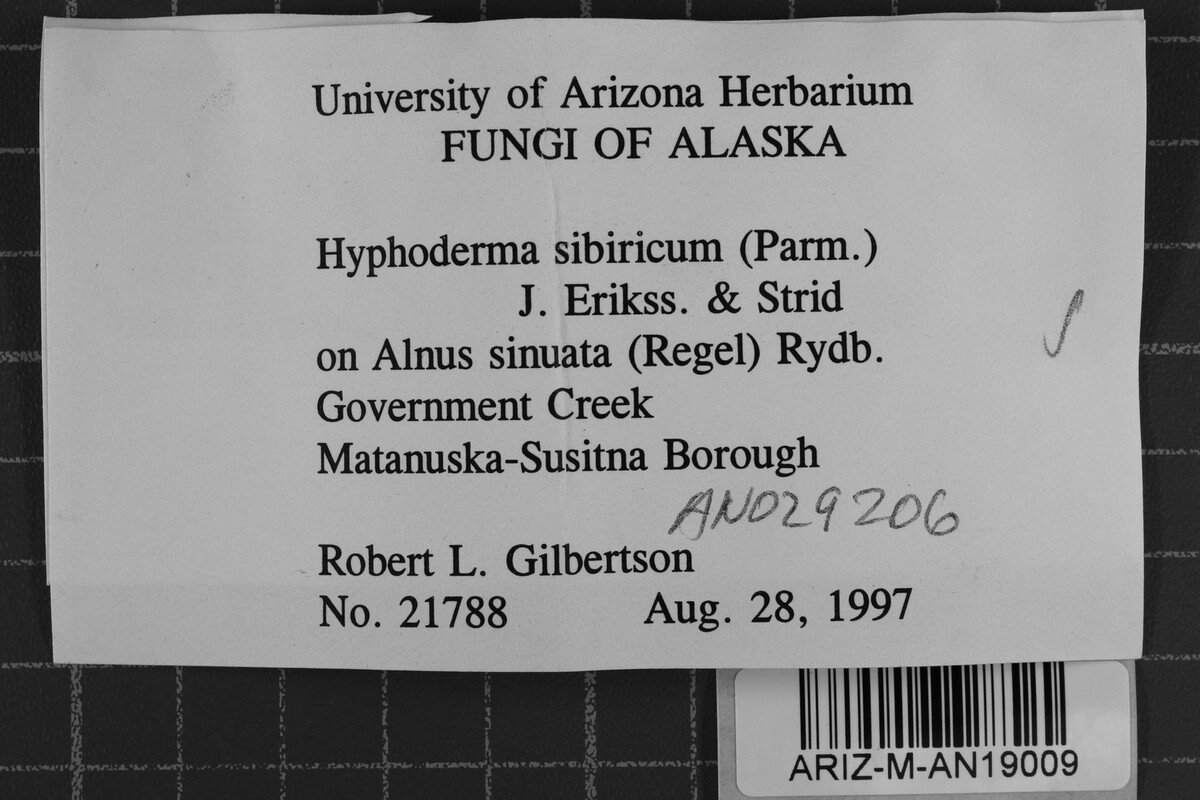 University of Arizona Herbarium
FUNGI OF ALASKA
Hyphoderma sibiricum (Parm.)
J. Erikss. & Strid
on Alnus sinuata (Regel) Rydb.
Government Creek
Matanuska-Susitna Borough
AN029206
Robert L. Gilbertson
No. 21788 Aug. 28, 1997
ARIZ-M-AN19009